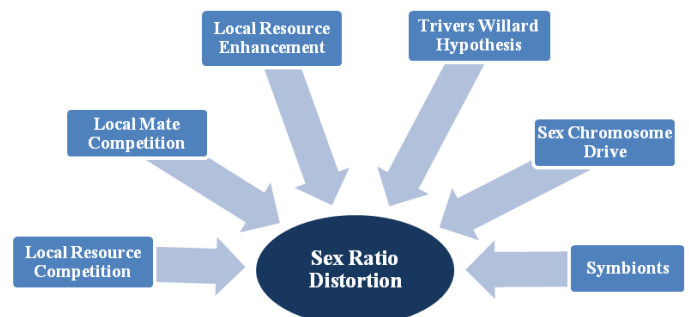 Local Resource
Enhancement
Trivers Willard
Hypothesis
Local Mate
Competition
Sex Chromosome
Drive
Local Resource
Competition
Sex Ratio
Distortion
Symbionts